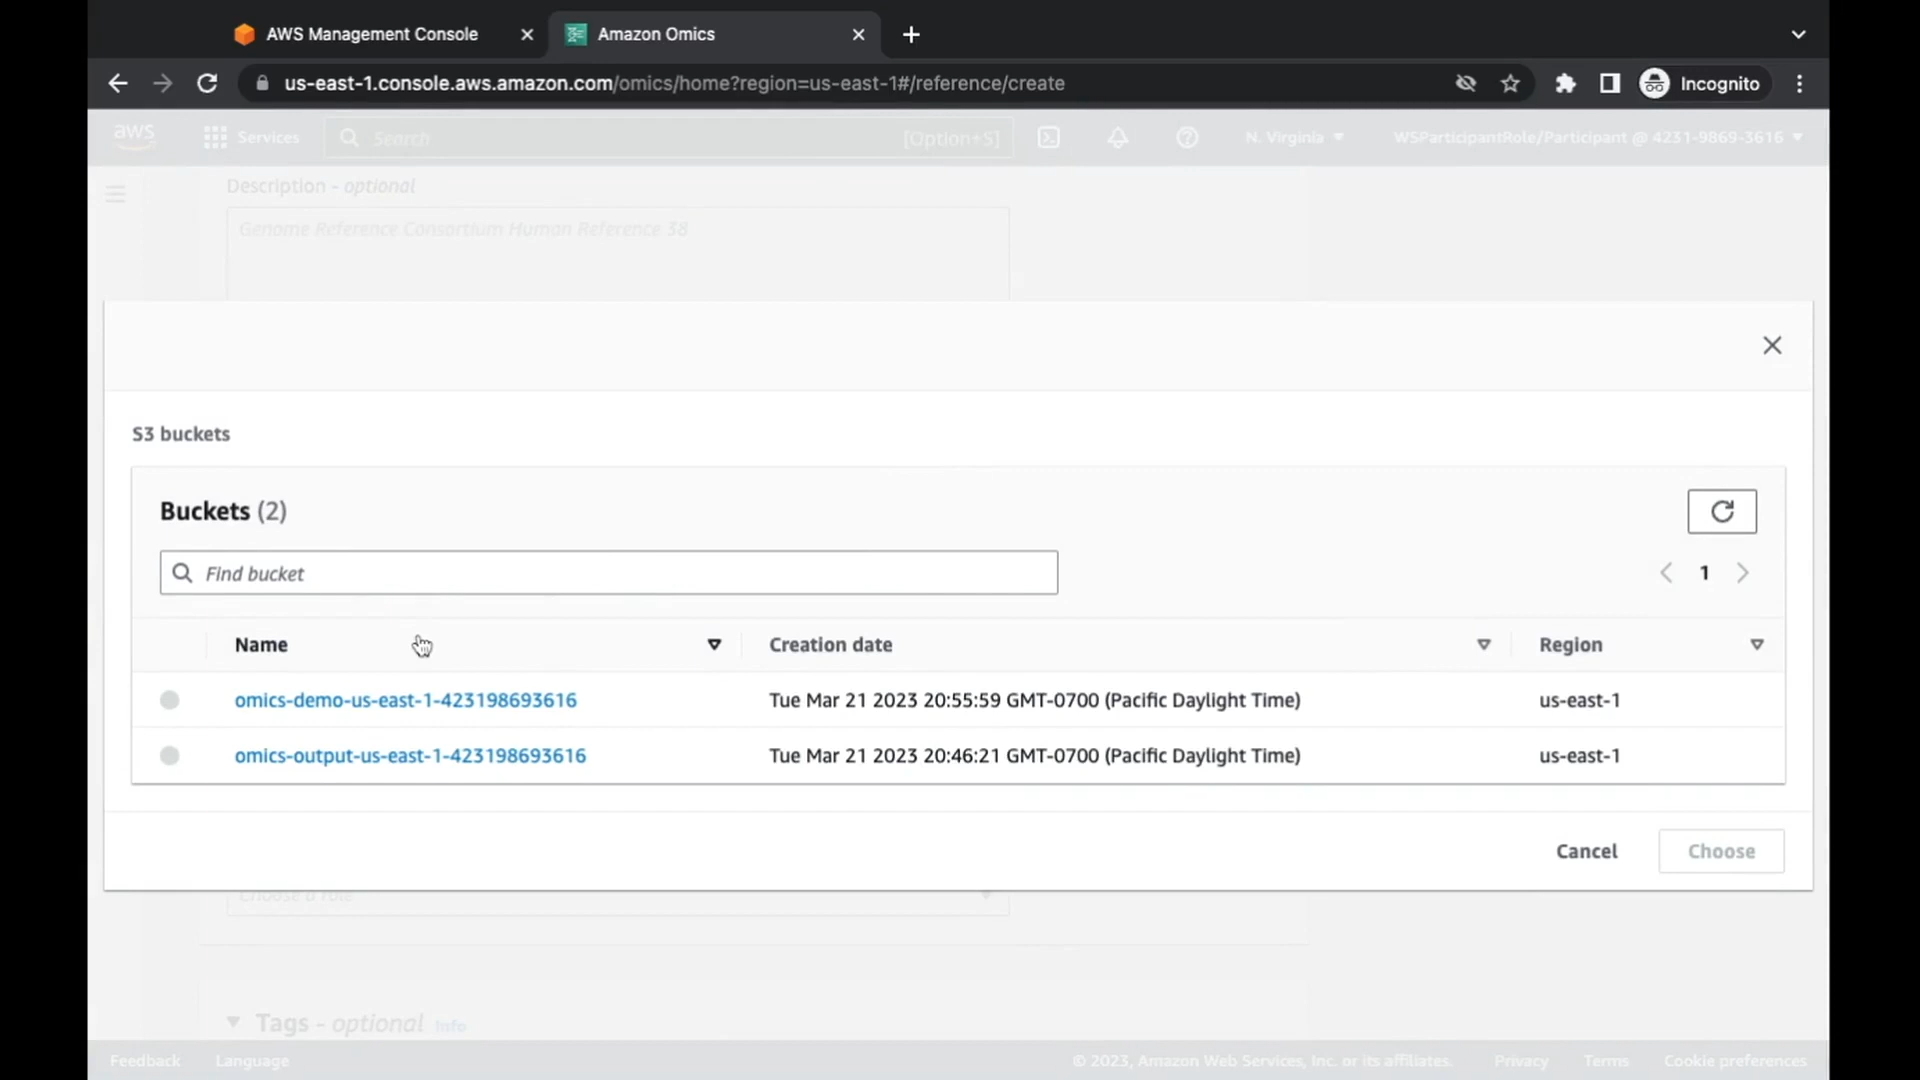 AWS Management Console
Amazon Omics
us-east-1.console.aws.amazon.com/omics/home?region=us-east-1#/reference/create
Incognito
aws
Services
Search
[Option+S]
N. Virginia
WSParticipantRole/Participant @ 4231-9869-3616
Description - optional
Genome Reference Consortium Human Reference 38
S3 buckets
Buckets (2)
Find bucket
1
Name
Creation date
Region
omics-demo-us-east-1-423198693616
Tue Mar 21 2023 20:55:59 GMT-0700 (Pacific Daylight Time)
us-east-1
omics-output-us-east-1-423198693616
Tue Mar 21 2023 20:46:21 GMT-0700 (Pacific Daylight Time)
us-east-1
Cancel
Choose
Choose a role
Tags - optional Info
Feedback
Language
© 2023, Amazon Web Services, Inc. or its affiliates.
Privacy
Terms
Cookie preferences